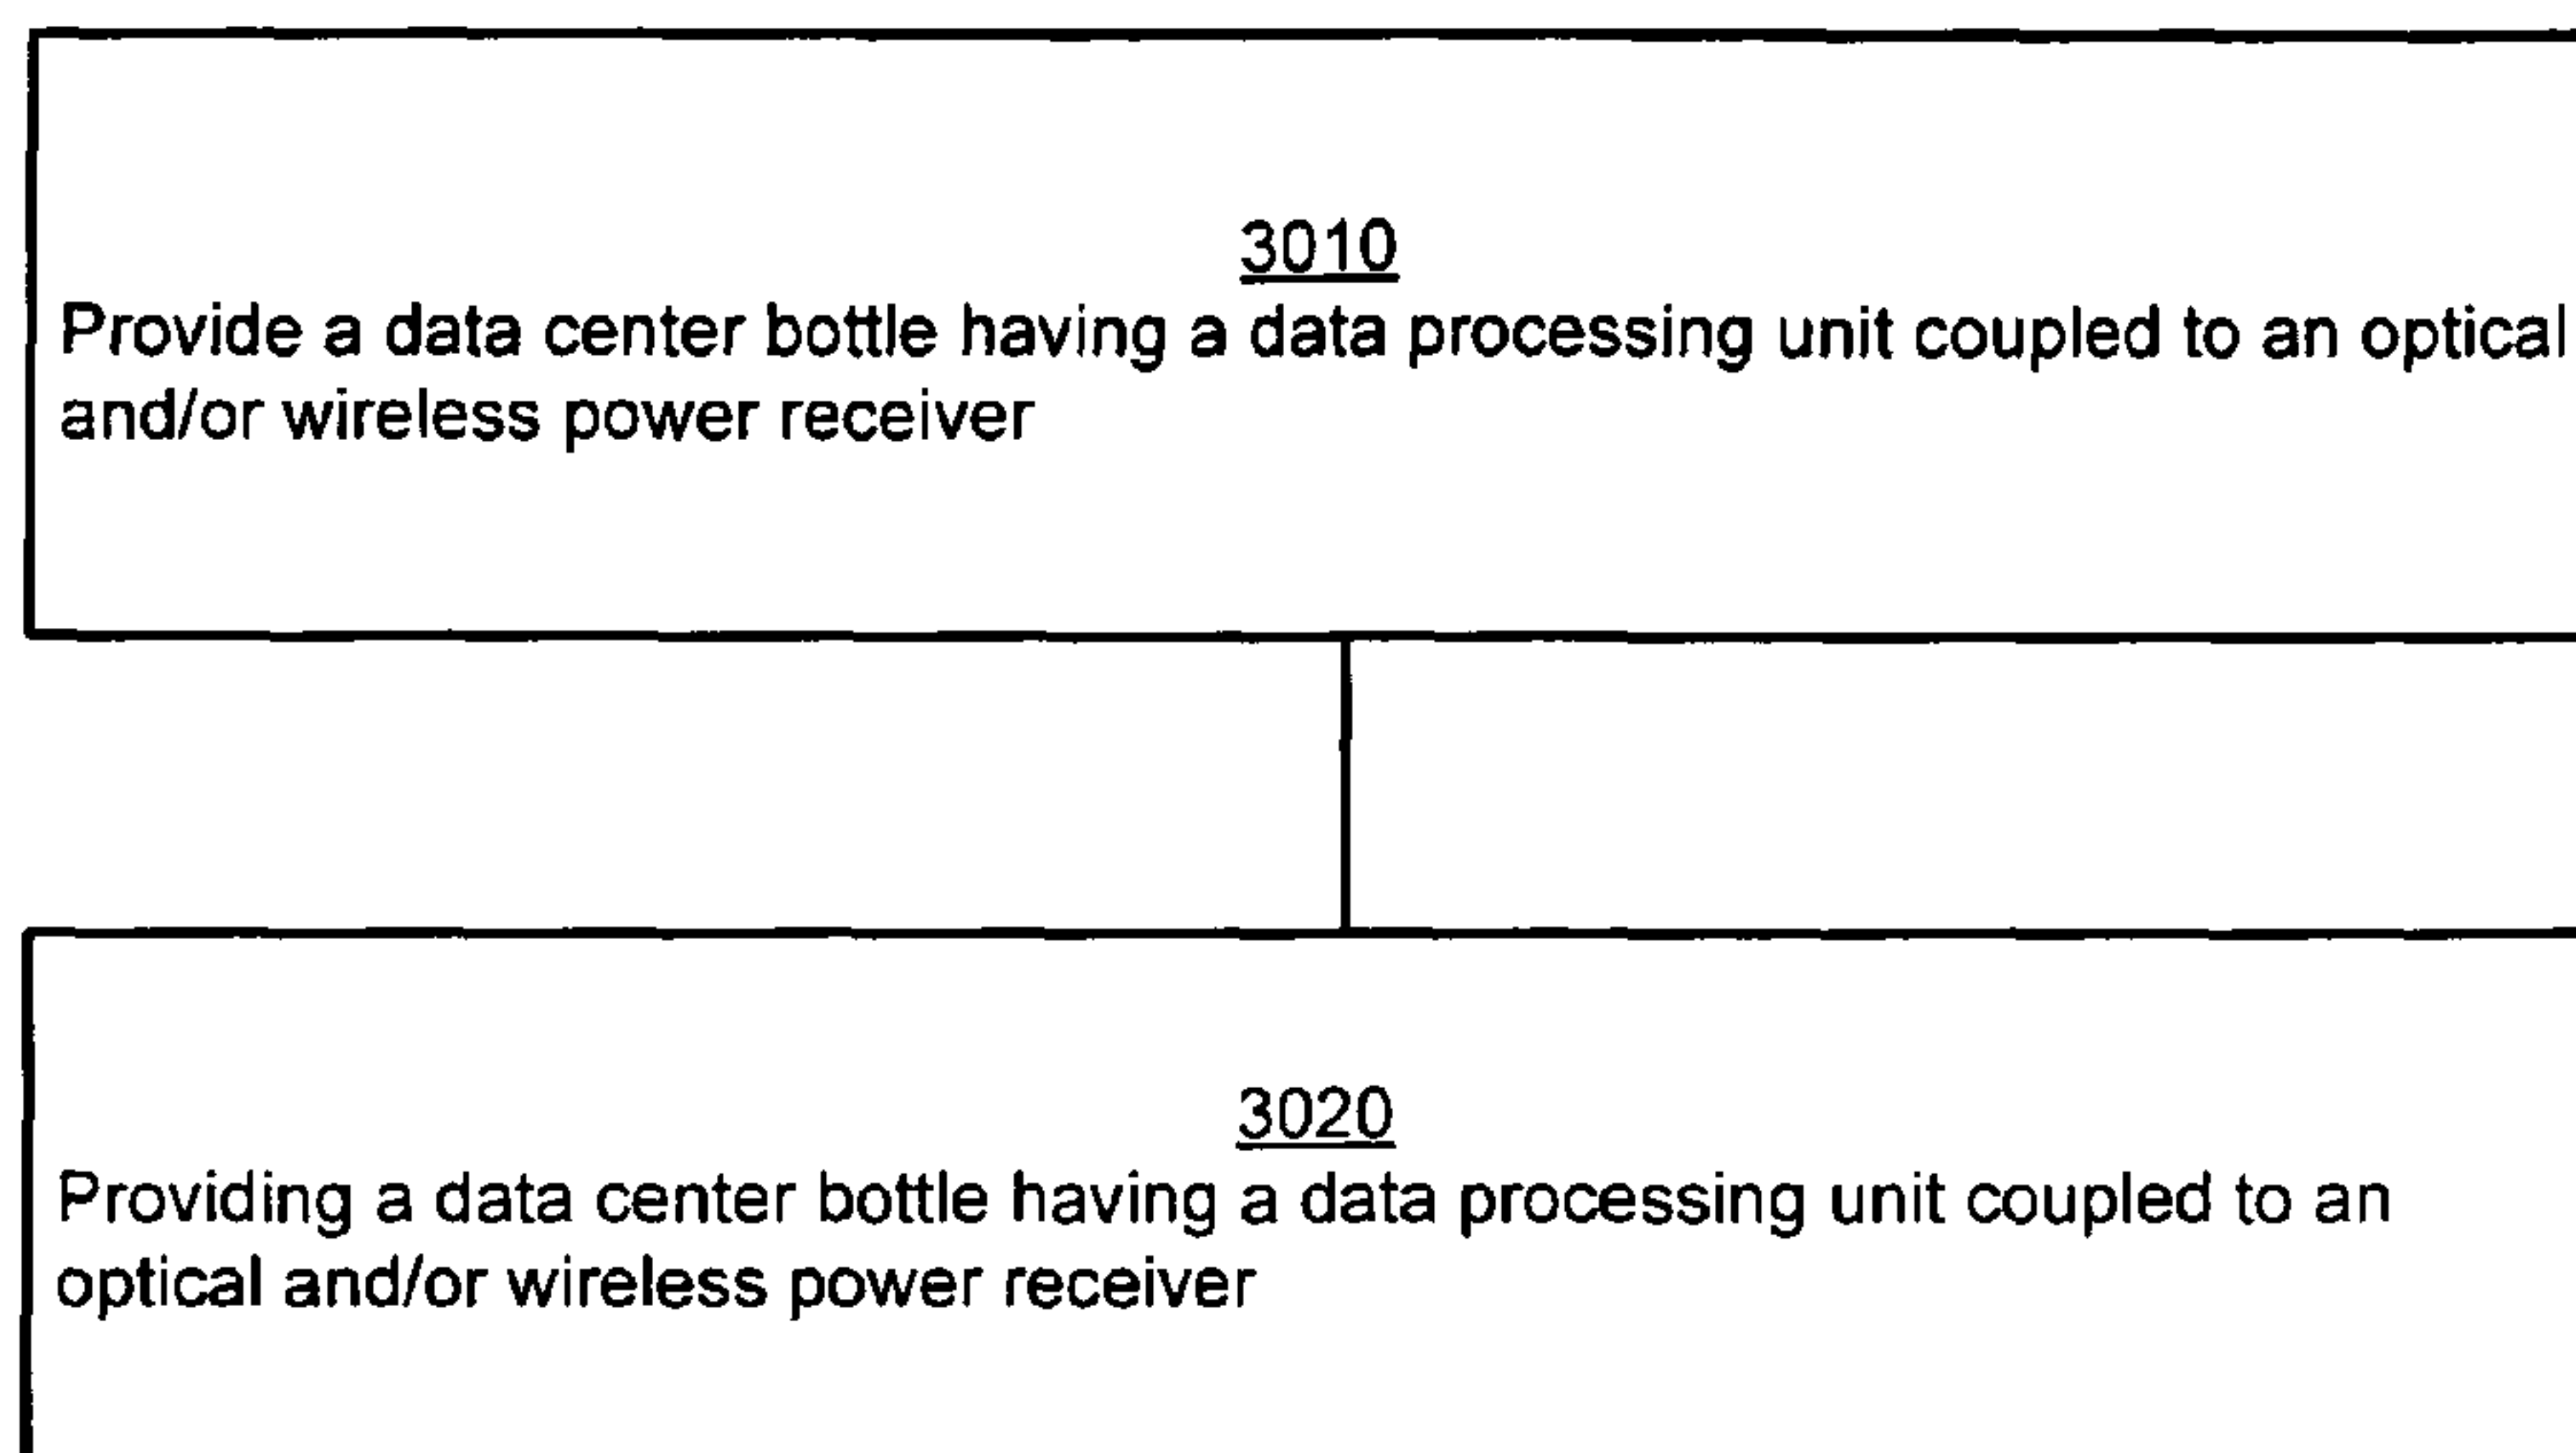 3010
Provide a data center bottle having a data processing unit coupled to an optical
and/or wireless power receiver
3020
Providing a data center bottle having a data processing unit coupled to an
optical and/or wireless power receiver